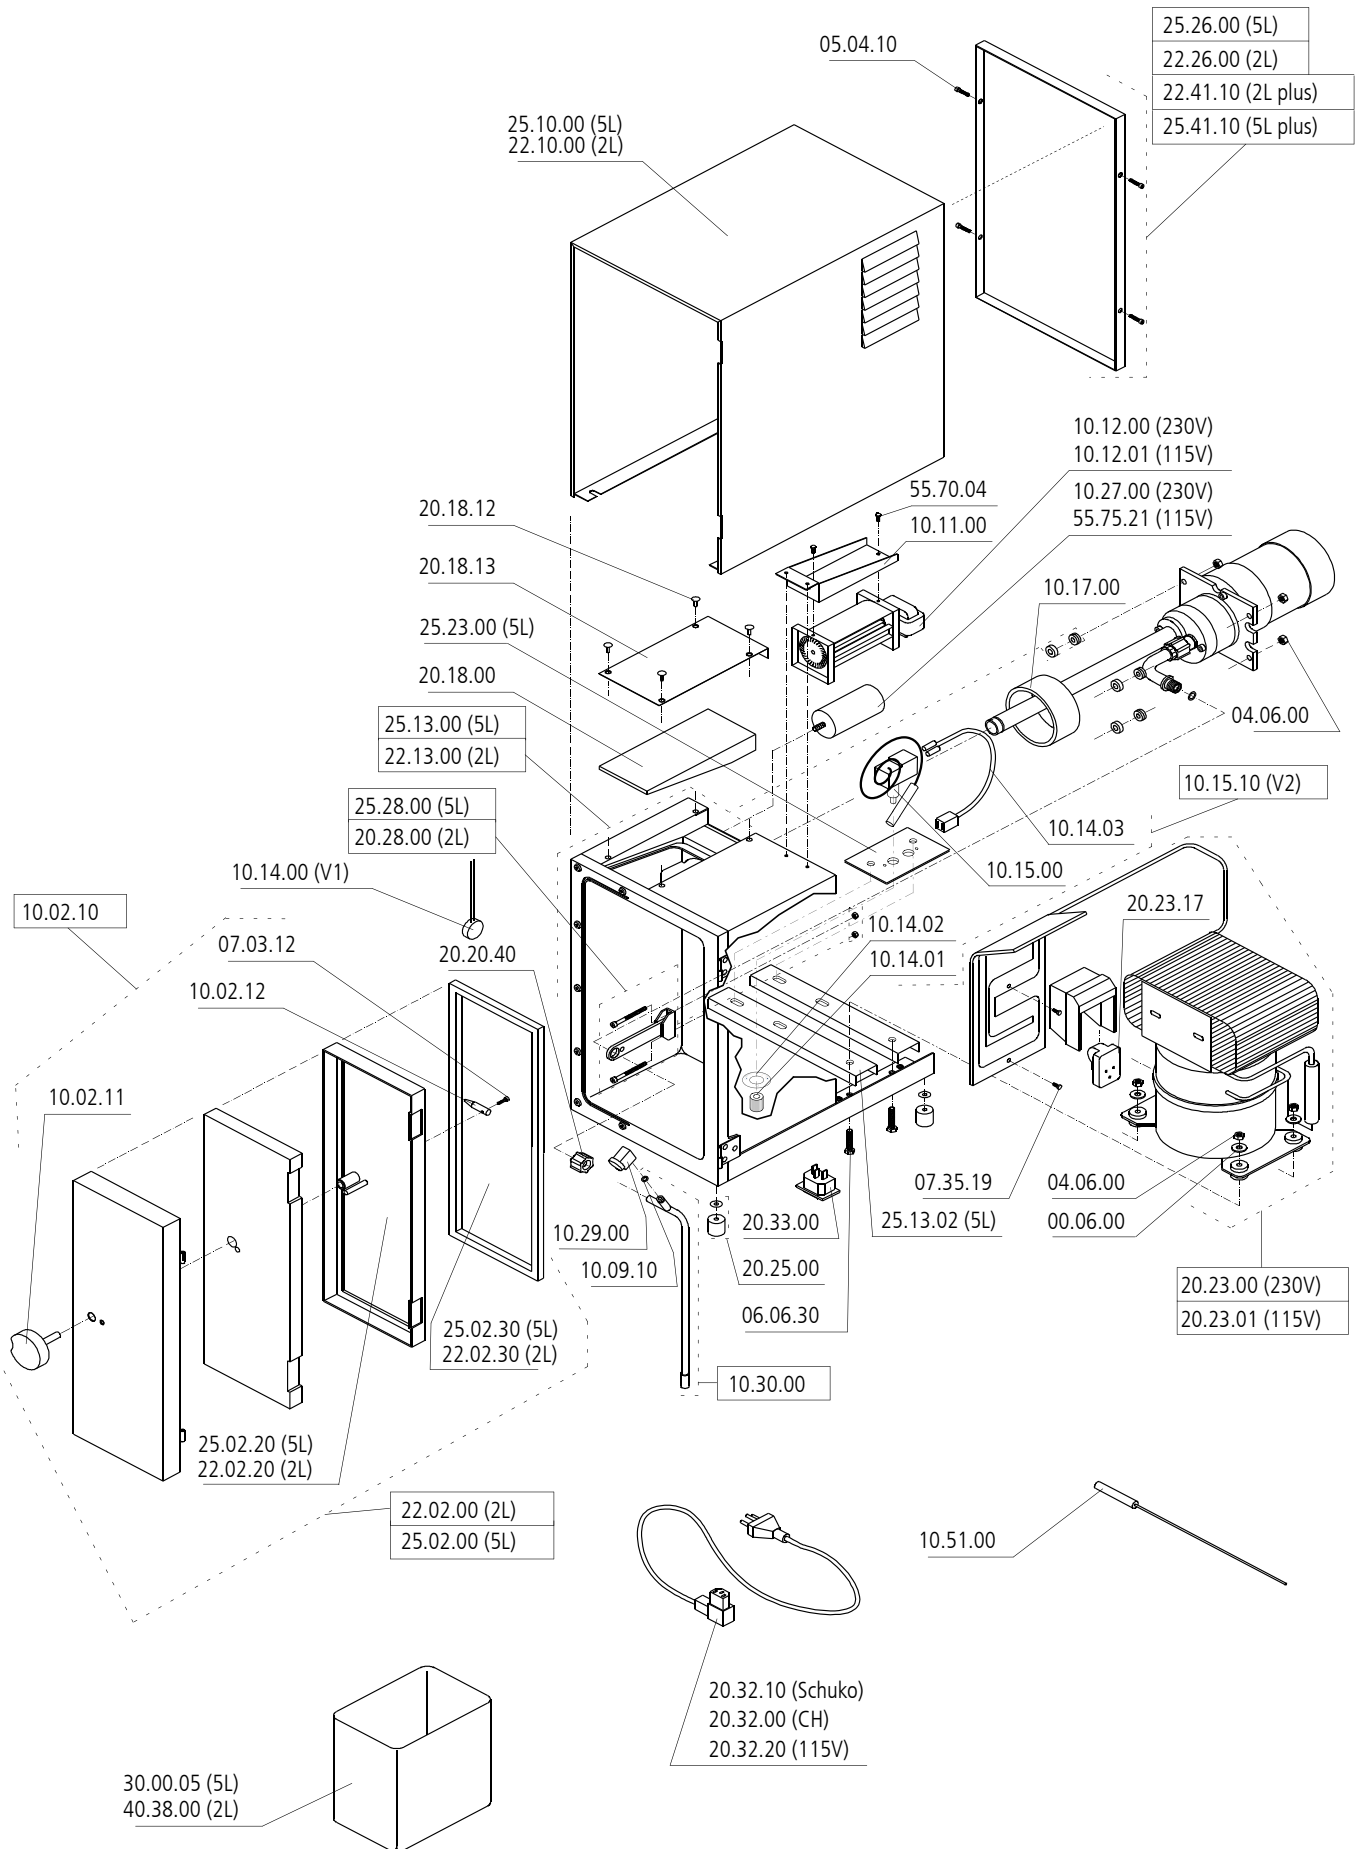 25.26.00 (5L)
22.26.00 (2L)
22.41.10 (2L plus)
25.41.10 (5L plus)
05.04.10
25.10.00 (5L)
22.10.00 (2L)
10.12.00 (230V)
10.12.01 (115V)
10.27.00 (230V)
55.75.21 (115V)
55.70.04
10.11.00
20.18.12
20.18.13
25.23.00 (5L)
20.18.00
25.13.00 (5L)
22.13.00 (2L)
25.28.00 (5L)
20.28.00 (2L)
10.14.00 (V1)
10.02.10
07.03.12
20.20.40
10.02.12
10.02.11
10.17.00
04.06.00
10.15.10 (V2)
10.14.03
10.15.00
20.23.17
10.14.02
10.14.01
07.35.19
04.06.00
20.33.00
25.13.02 (5L)
00.06.00
10.29.00
10.09.10
20.25.00
06.06.30
20.23.00 (230V)
20.23.01 (115V)
25.02.30 (5L)
22.02.30 (2L)
10.30.00
25.02.20 (5L)
22.02.20 (2L)
22.02.00 (2L)
25.02.00 (5L)
10.51.00
20.32.10 (Schuko)
20.32.00 (CH)
20.32.20 (115V)
30.00.05 (5L)
40.38.00 (2L)